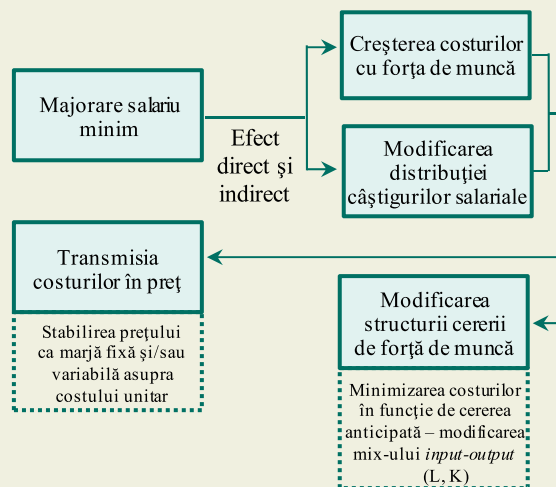 Creşterea costurilor
cu forţa de muncă
Majorare salariu
minim
Efect
direct şi
indirect
Modificarea
distribuţiei
câştigurilor salariale
Transmisia
costurilor în preţ
Stabilirea preţului
ca marjă fixă şi/sau
variabilă asupra
costului unitar
Modificarea
structurii cererii
de forţă de muncă
Minimizarea costurilor
în funcţie de cererea
anticipată – modificarea
mix-ului input-output
(L, K)